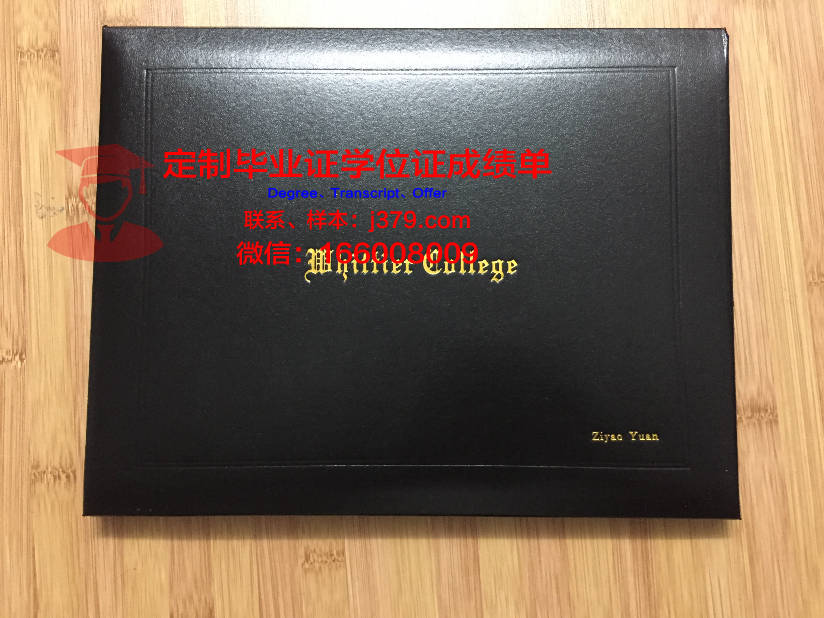 定制毕业证学位证成绩单
Degree、Transcript、Offer
联系、样本：j379.com
微信：166008009
Whittier College
Ziyao Yuan